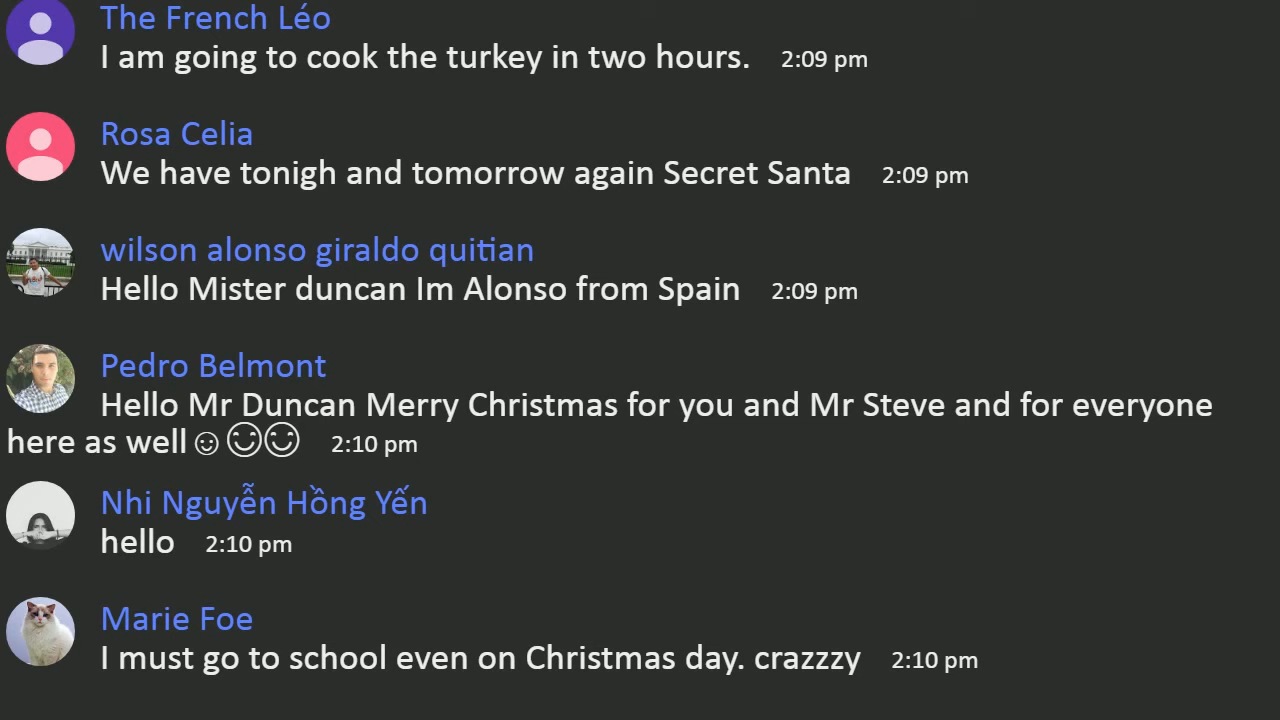 The French Léo
I am going to cook the turkey in two hours. 2:09 pm
Rosa Celia
We have tonigh and tomorrow again Secret Santa 2:09 pm
wilson alonso giraldo quitian
Hello Mister duncan Im Alonso from Spain 2:09 pm
Pedro Belmont
Hello Mr Duncan Merry Christmas for you and Mr Steve and for everyone
here as well☺☺☺ 2:10 pm
Nhi Nguyễn Hồng Yến
hello 2:10 pm
Marie Foe
I must go to school even on Christmas day. crazzzy 2:10 pm